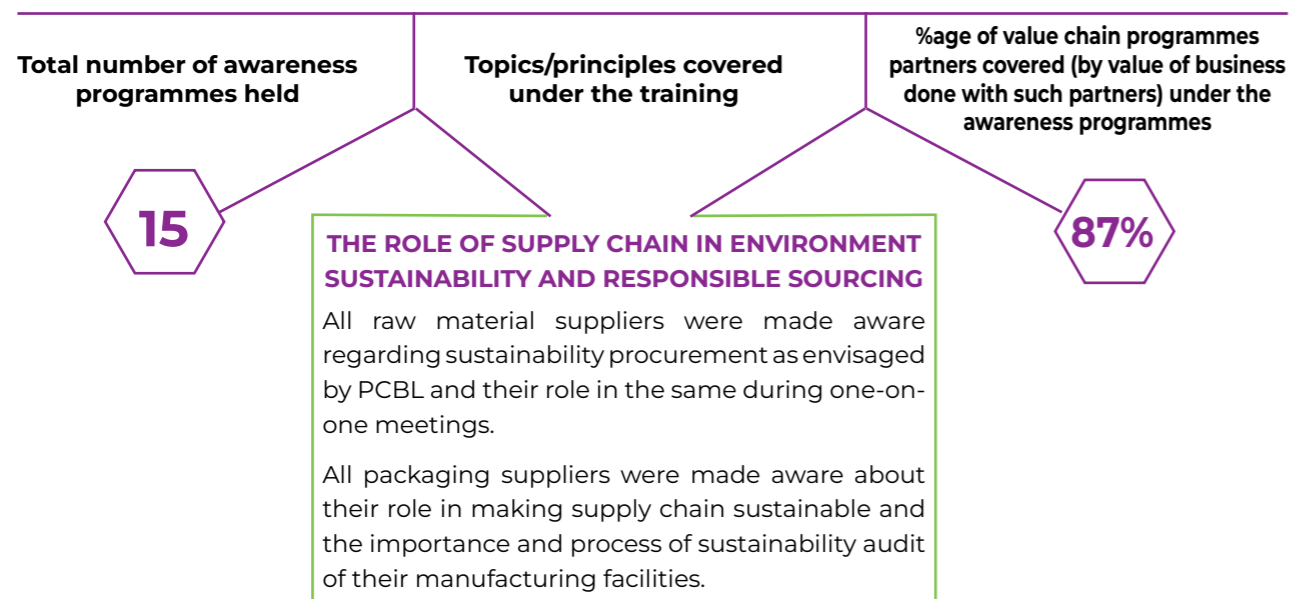 Total number of awareness
programmes held
Topics/principles covered
under the training
%age of value chain programmes
partners covered (by value of business
done with such partners) under the
awareness programmes
15
87%
THE ROLE OF SUPPLY CHAIN IN ENVIRONMENT
SUSTAINABILITY AND RESPONSIBLE SOURCING
All raw material suppliers were made aware
regarding sustainability procurement as envisaged
by PCBL and their role in the same during one-on-
one meetings.
All packaging suppliers were made aware about
their role in making supply chain sustainable and
the importance and process of sustainability audit
of their manufacturing facilities.